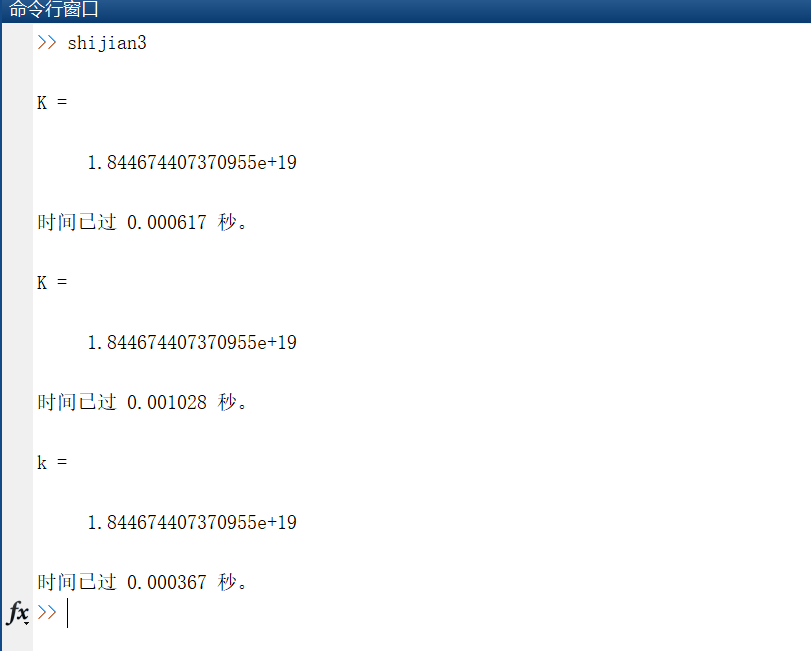 命令行窗口
>> shijian3
K =
1.844674407370955e+19
时间已过 0.000617 秒。
K =
1.844674407370955e+19
时间已过 0.001028 秒。
k =
1.844674407370955e+19
时间已过 0.000367 秒。
fx >>